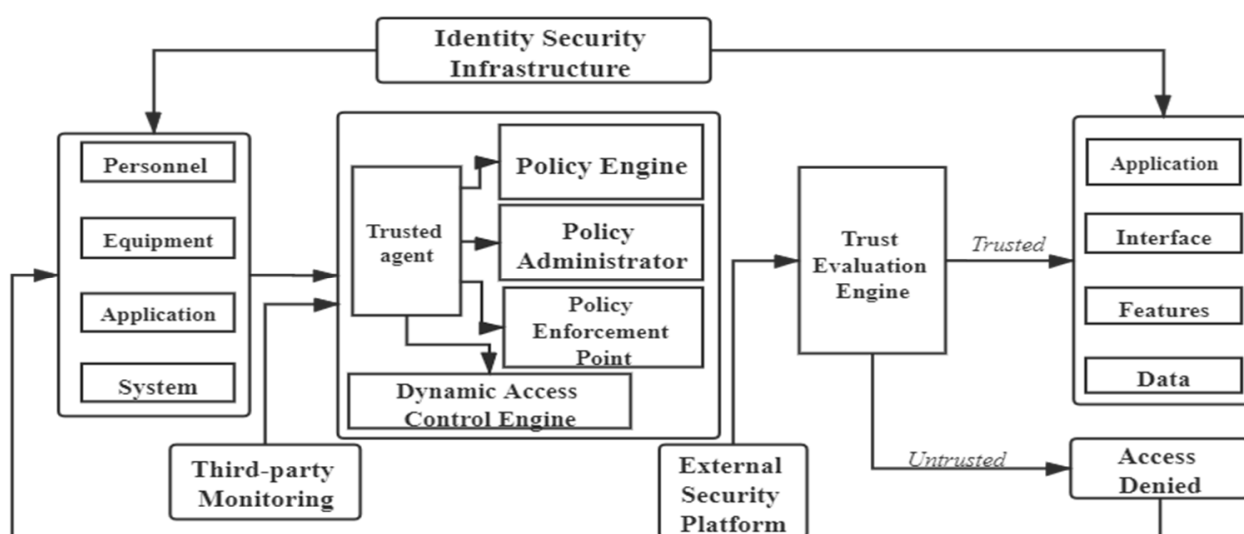 Identity Security
Infrastructure
Personnel
Equipment
Application
System
Third-party
Monitoring
Trusted
agent
Policy Engine
Policy
Administrator
Policy
Enforcement
Point
Dynamic Access
Control Engine
External
Security
Platform
Trust
Evaluation
Engine
Trusted
Untrusted
Application
Interface
Features
Data
Access
Denied